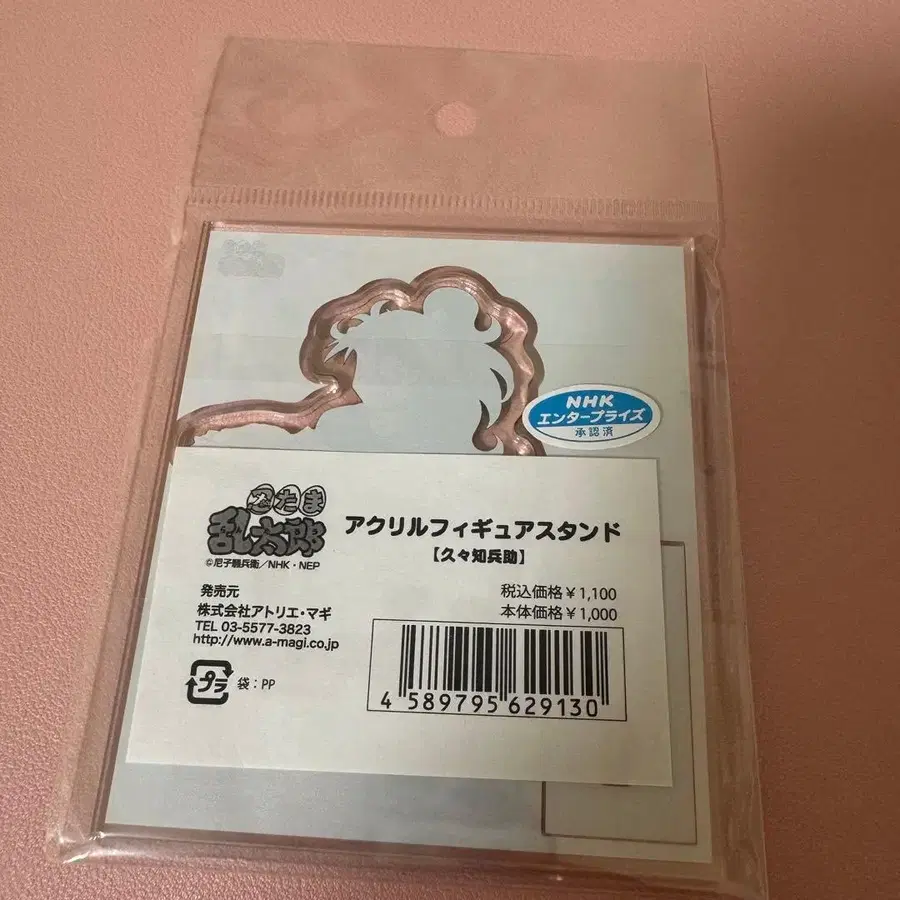 NHK
エンタープライズ
承認済
忍たま
乱太郎
©尼子騒兵衛／NHK・NEP
アクリルフィギュアスタンド
【久々知兵助】
発売元
株式会社アトリエ・マギ
TEL 03-5577-3823
http://www.a-magi.co.jp
税込価格￥1,100
本体価格￥1,000
プラ
袋：PP
4 589795 629130